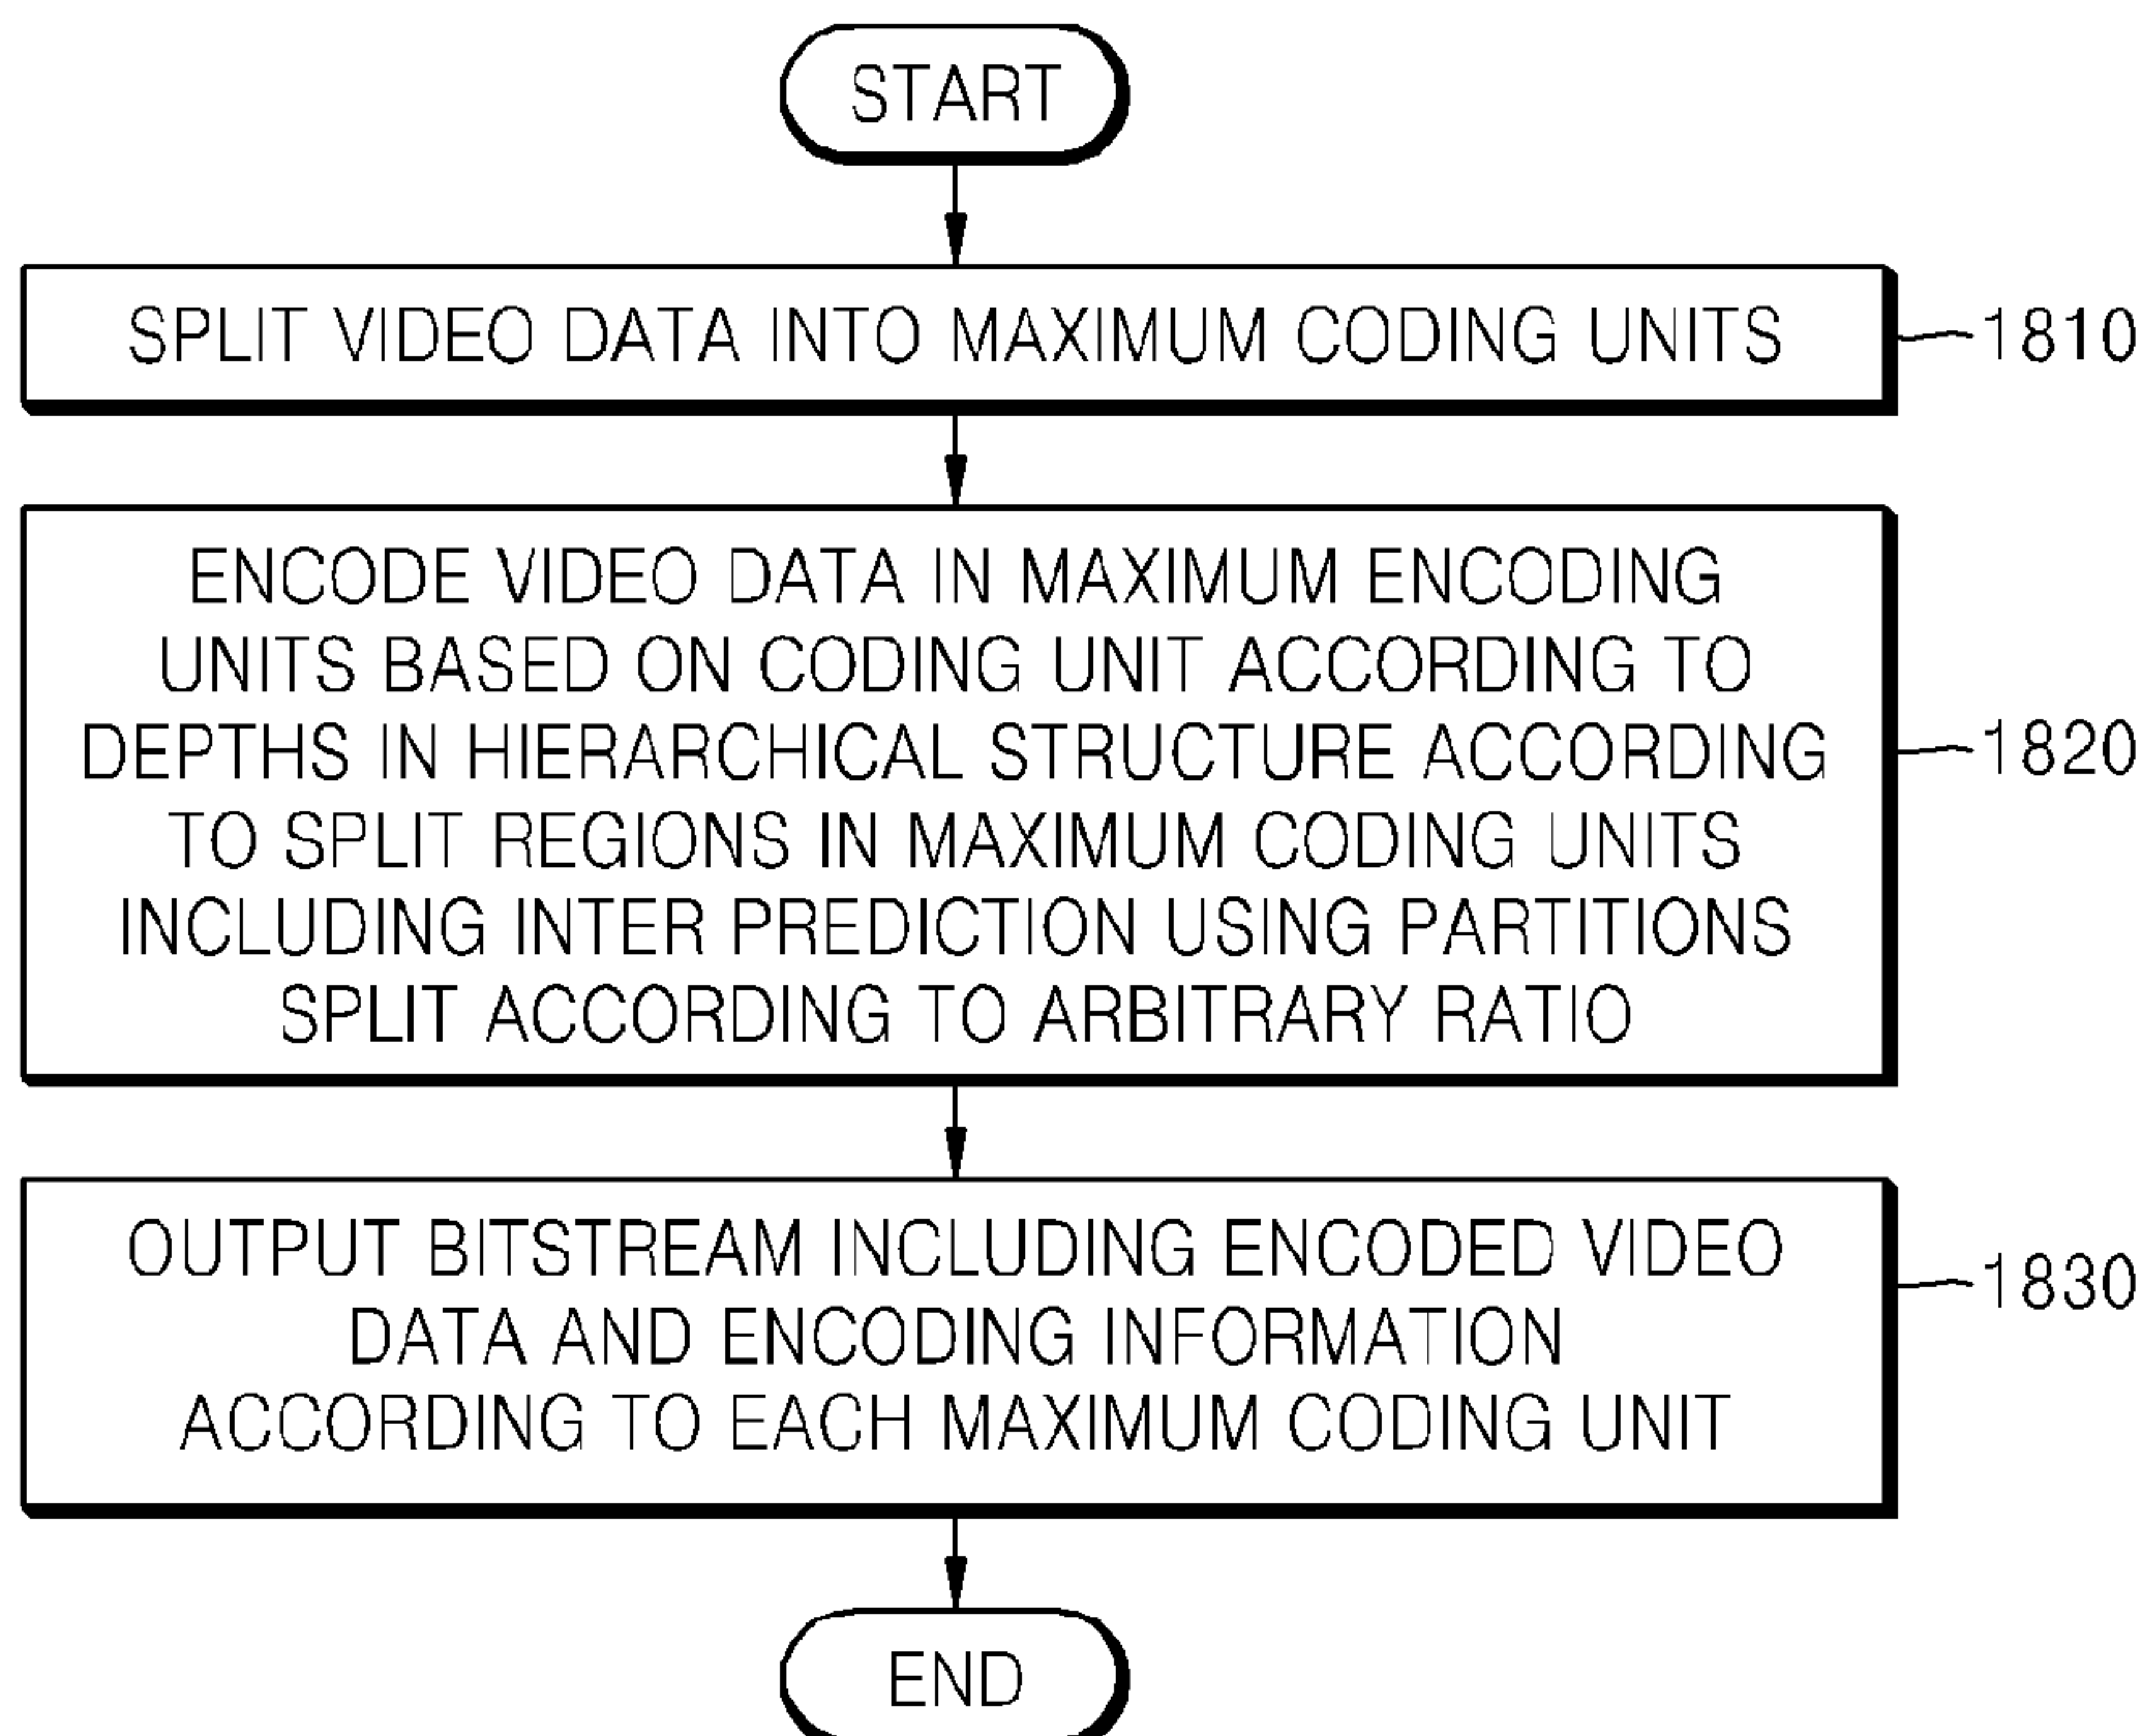 START
SPLIT VIDEO DATA INTO MAXIMUM CODING UNITS
1810
ENCODE VIDEO DATA IN MAXIMUM ENCODING
UNITS BASED ON CODING UNIT ACCORDING TO
DEPTHS IN HIERARCHICAL STRUCTURE ACCORDING
TO SPLIT REGIONS IN MAXIMUM CODING UNITS
INCLUDING INTER PREDICTION USING PARTITIONS
SPLIT ACCORDING TO ARBITRARY RATIO
1820
OUTPUT BITSTREAM INCLUDING ENCODED VIDEO
DATA AND ENCODING INFORMATION
ACCORDING TO EACH MAXIMUM CODING UNIT
1830
END